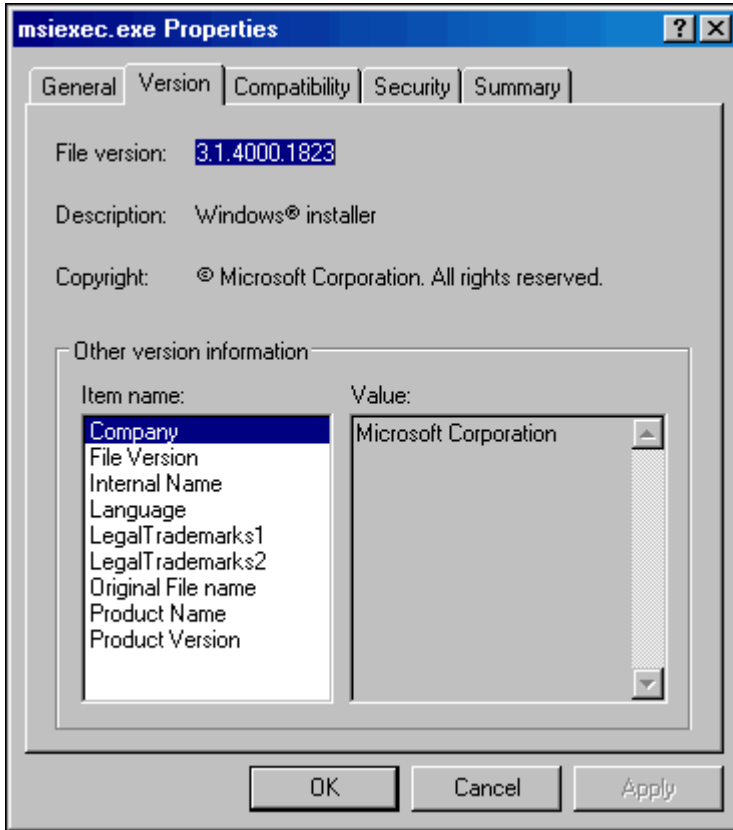 msiexec.exe Properties
General Version Compatibility Security Summary
File version: 3.1.4000.1823
Description: Windows® installer
Copyright: © Microsoft Corporation. All rights reserved.
Other version information
Item name: Value:
Company Microsoft Corporation
File Version
Internal Name
Language
LegalTrademarks1
LegalTrademarks2
Original File name
Product Name
Product Version
OK Cancel Apply